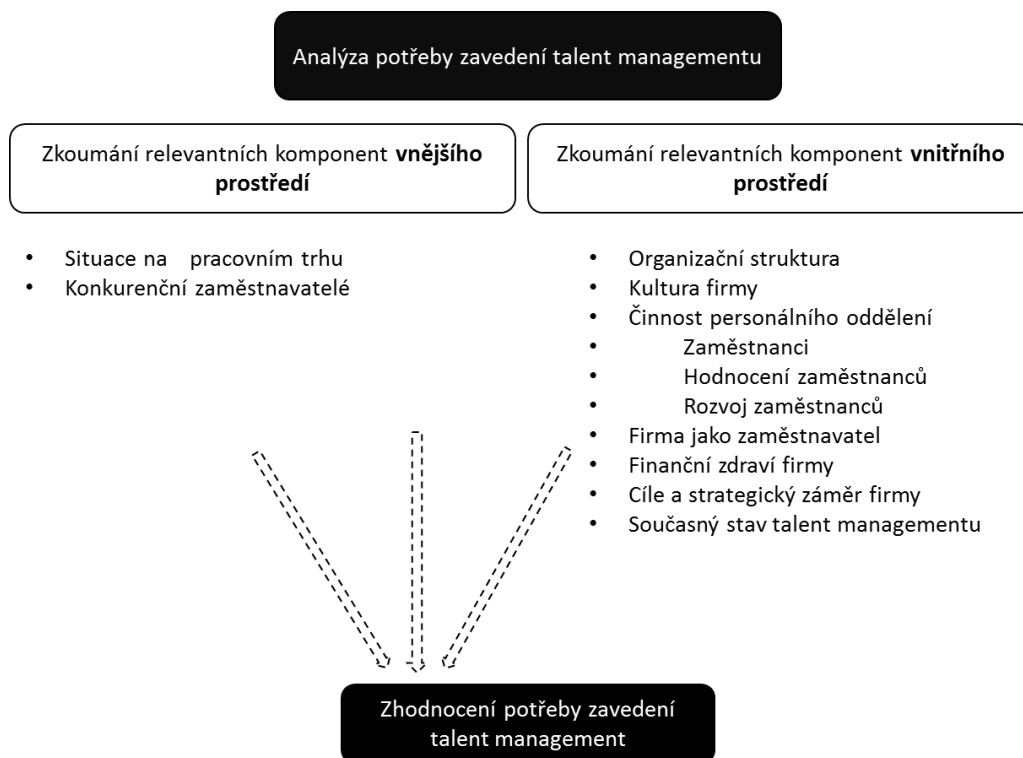 Analýza potřeby zavedení talent managementu
Zkoumání relevantních komponent vnějšího
prostředí
Zkoumání relevantních komponent vnitřního
prostředí
• Situace na pracovním trhu
• Konkurenční zaměstnavatelé
• Organizační struktura
• Kultura firmy
• Činnost personálního oddělení
• Zaměstnanci
• Hodnocení zaměstnanců
• Rozvoj zaměstnanců
• Firma jako zaměstnavatel
• Finanční zdraví firmy
• Cíle a strategický záměr firmy
• Současný stav talent managementu
Zhodnocení potřeby zavedení
talent management